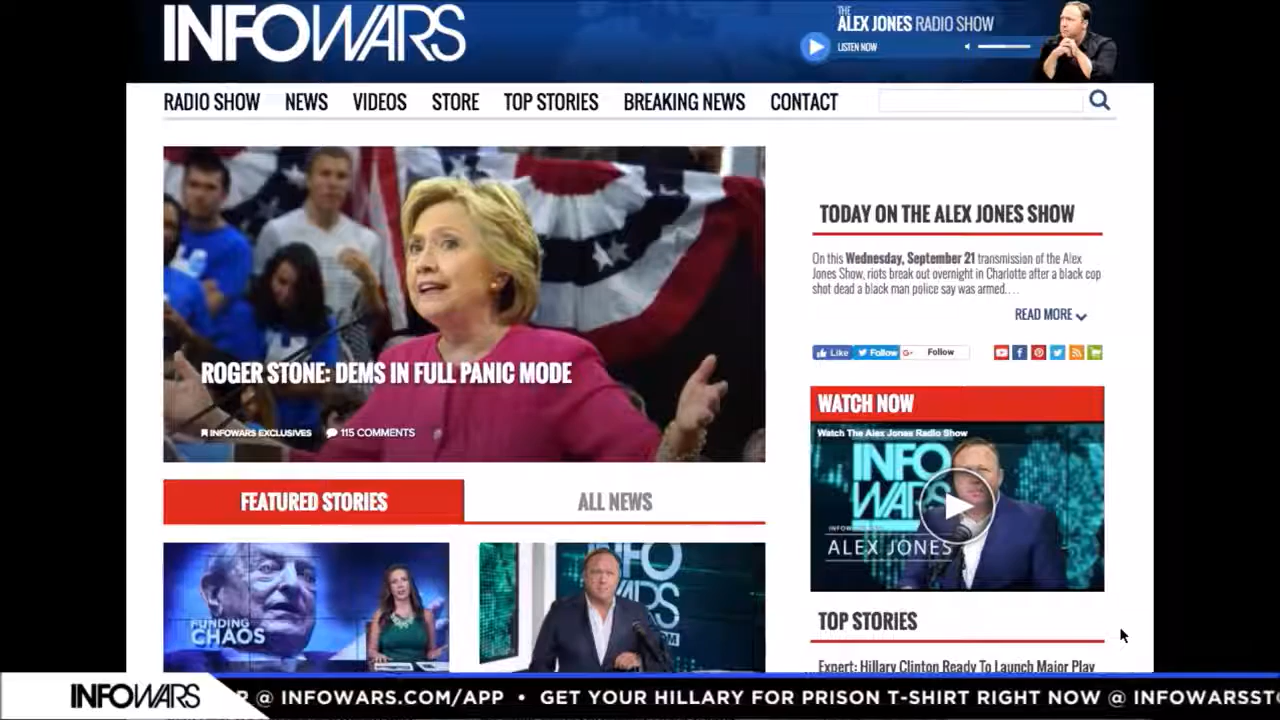 INFOWARS
THE
ALEX JONES RADIO SHOW
LISTEN NOW
RADIO SHOW NEWS VIDEOS STORE TOP STORIES BREAKING NEWS CONTACT
ROGER STONE: DEMS IN FULL PANIC MODE
INFOWARS EXCLUSIVES 115 COMMENTS
TODAY ON THE ALEX JONES SHOW
On this Wednesday, September 21 transmission of the Alex
Jones Show, riots break out overnight in Charlotte after a black cop
shot dead a black man police say was armed....
READ MORE
Like Follow G+ Follow
WATCH NOW
Watch The Alex Jones Radio Show
INFO
WARS
ALEX JONES
FEATURED STORIES ALL NEWS
FUNDING
CHAOS
INFO
WARS
TOP STORIES
Expert: Hillary Clinton Ready To Launch Major Play
INFOWARS
P @ INFOWARS.COM/APP • GET YOUR HILLARY FOR PRISON T-SHIRT RIGHT NOW @ INFOWARSSTO